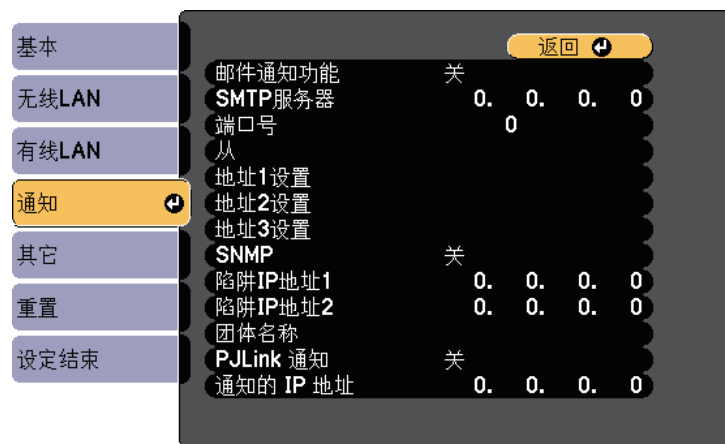 基本
无线LAN
有线LAN
通知
其它
重置
设定结束
返回
邮件通知功能 关
SMTP服务器 0. 0. 0. 0
端口号 0
从
地址1设置
地址2设置
地址3设置
SNMP 关
陷阱IP地址1 0. 0. 0. 0
陷阱IP地址2 0. 0. 0. 0
团体名称
PJLink 通知 关
通知的 IP 地址 0. 0. 0. 0